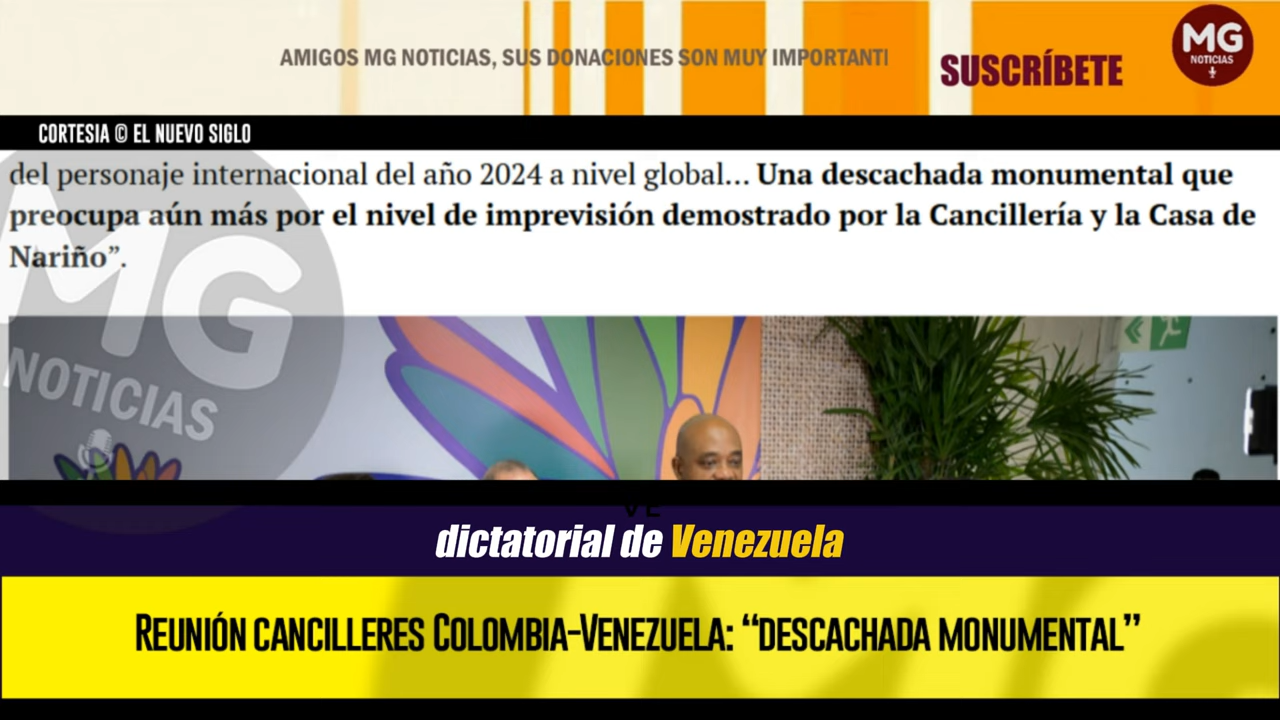 AMIGOS MG NOTICIAS, SUS DONACIONES SON MUY IMPORTANTI
SUSCRÍBETE
MG
NOTICIAS
CORTESIA © EL NUEVO SIGLO
del personaje internacional del año 2024 a nivel global... Una descachada monumental que
preocupa aún más por el nivel de imprevisión demostrado por la Cancillería y la Casa de
Nariño”.
MG
NOTICIAS
VE
dictatorial de Venezuela
REUNIÓN CANCILLERES COLOMBIA-VENEZUELA: “DESCACHADA MONUMENTAL”